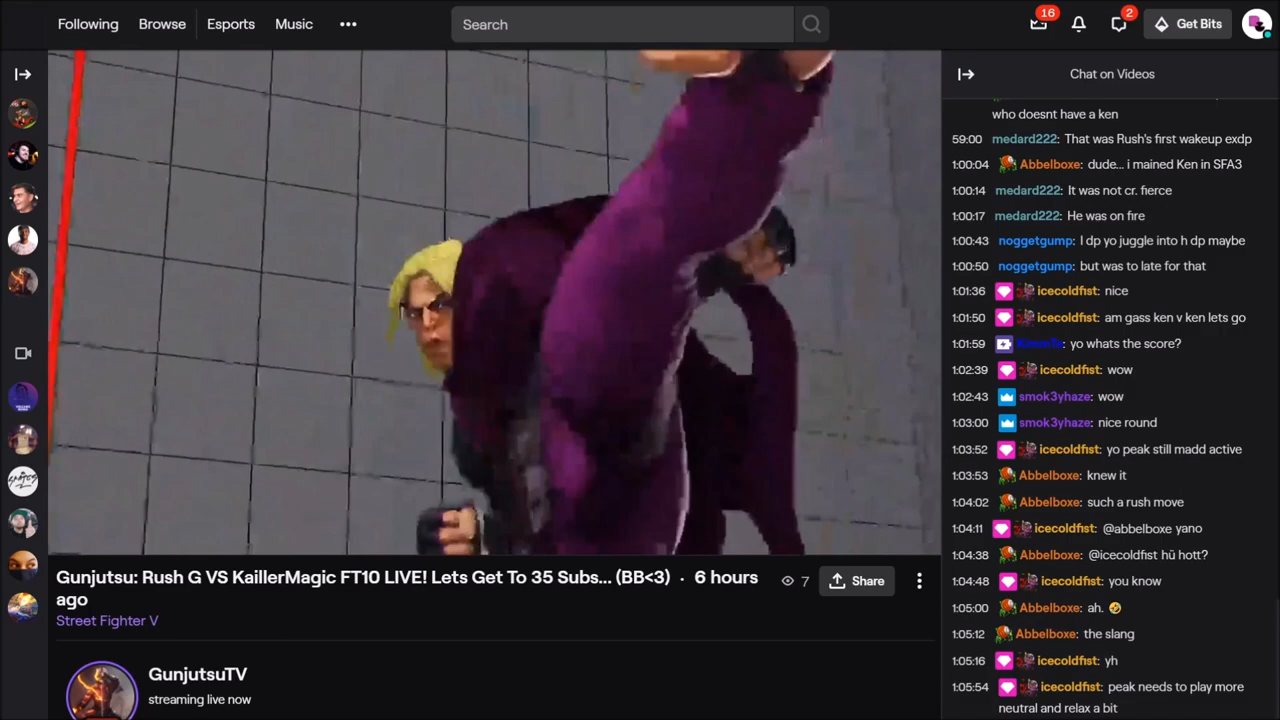 Following Browse Esports Music
Search
16
2
Get Bits
Chat on Videos
who doesnt have a ken
59:00 medard222: That was Rush's first wakeup exdp
1:00:04 Abbelboxe: dude... i mained Ken in SFA3
1:00:14 medard222: It was not cr. fierce
1:00:17 medard222: He was on fire
1:00:43 noggetgump: I dp yo juggle into h dp maybe
1:00:50 noggetgump: but was to late for that
1:01:36 icecoldfist: nice
1:01:50 icecoldfist: am gass ken v ken lets go
1:01:59 yo whats the score?
1:02:39 icecoldfist: wow
1:02:43 smok3yhaze: wow
1:03:00 smok3yhaze: nice round
1:03:52 icecoldfist: yo peak still madd active
1:03:53 Abbelboxe: knew it
1:04:02 Abbelboxe: such a rush move
1:04:11 icecoldfist: @abbelboxe yano
1:04:38 Abbelboxe: @icecoldfist hü hott?
1:04:48 icecoldfist: you know
1:05:00 Abbelboxe: ah. 🤣
1:05:12 Abbelboxe: the slang
1:05:16 icecoldfist: yh
1:05:54 icecoldfist: peak needs to play more
neutral and relax a bit
Gunjutsu: Rush G VS KaillerMagic FT10 LIVE! Lets Get To 35 Subs... (BB<3) · 6 hours
ago
7
Share
Street Fighter V
GunjutsuTV
streaming live now